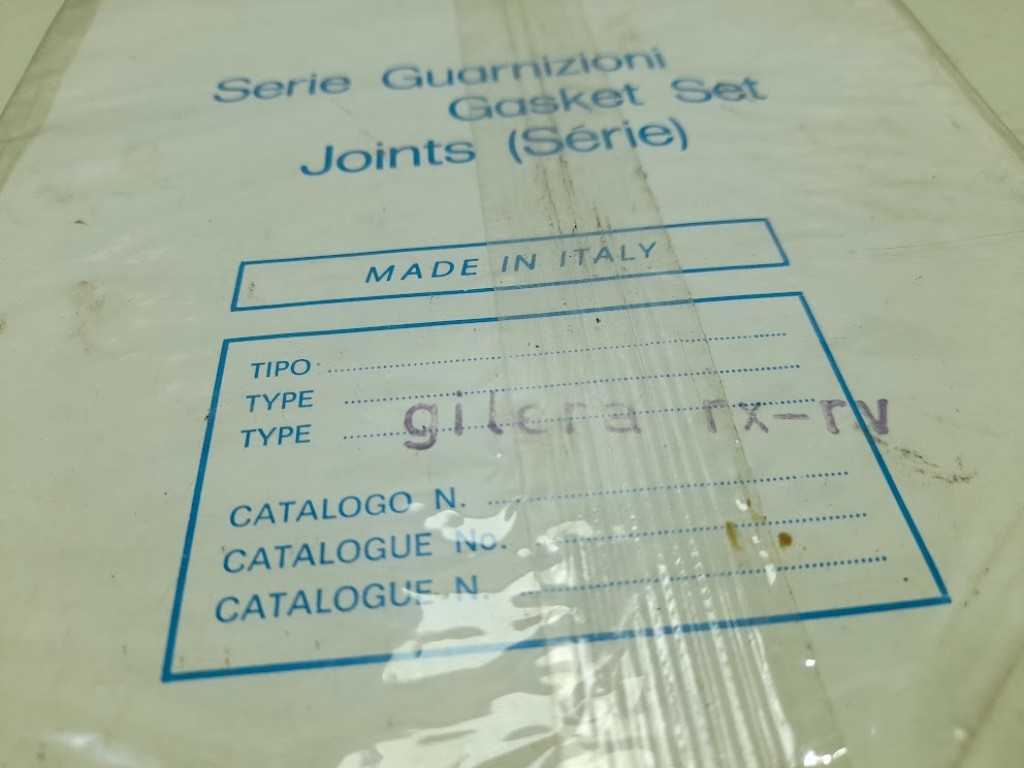 Serie Guarnizioni
Gasket Set
Joints (Série)
MADE IN ITALY
TIPO
TYPE
TYPE
gilera rx-rv
CATALOGO N.
CATALOGUE No.
CATALOGUE N.